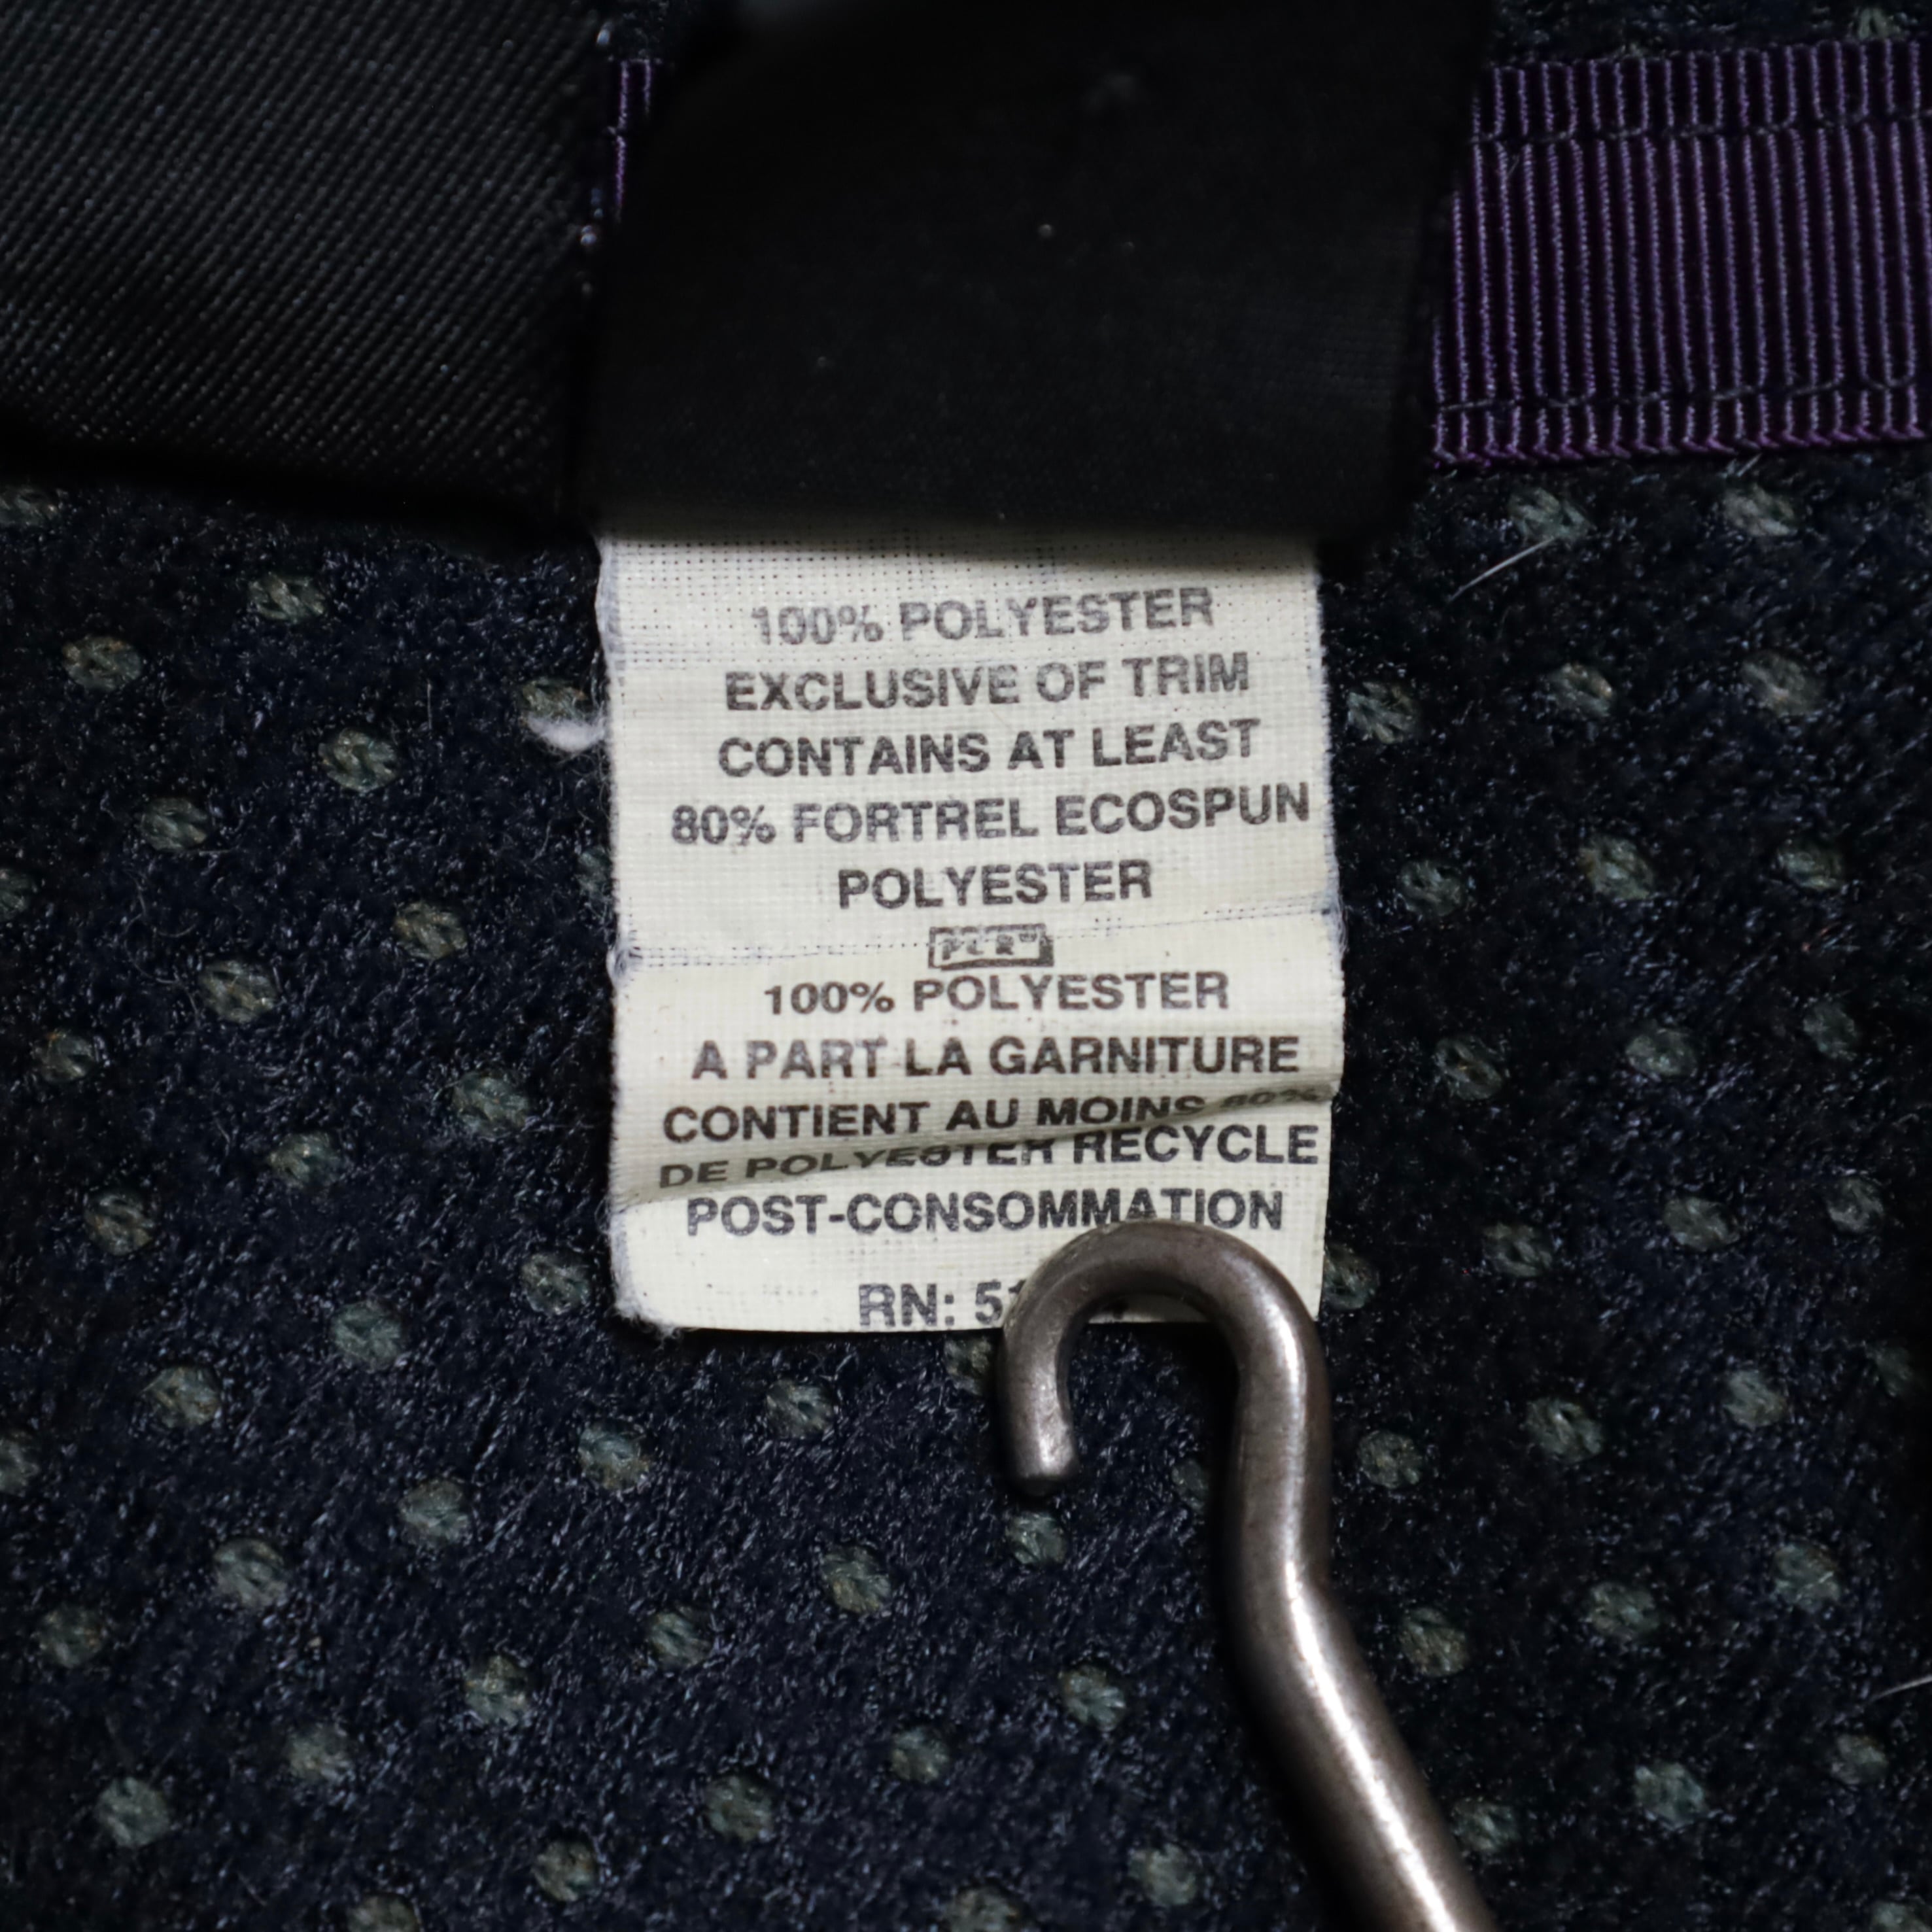 100% POLYESTER
EXCLUSIVE OF TRIM
CONTAINS AT LEAST
80% FORTREL ECOSPUN
POLYESTER
PCR
100% POLYESTER
A PART LA GARNITURE
CONTIENT AU MOINS 80%
DE POLYESTER RECYCLE
POST-CONSOMMATION
RN: